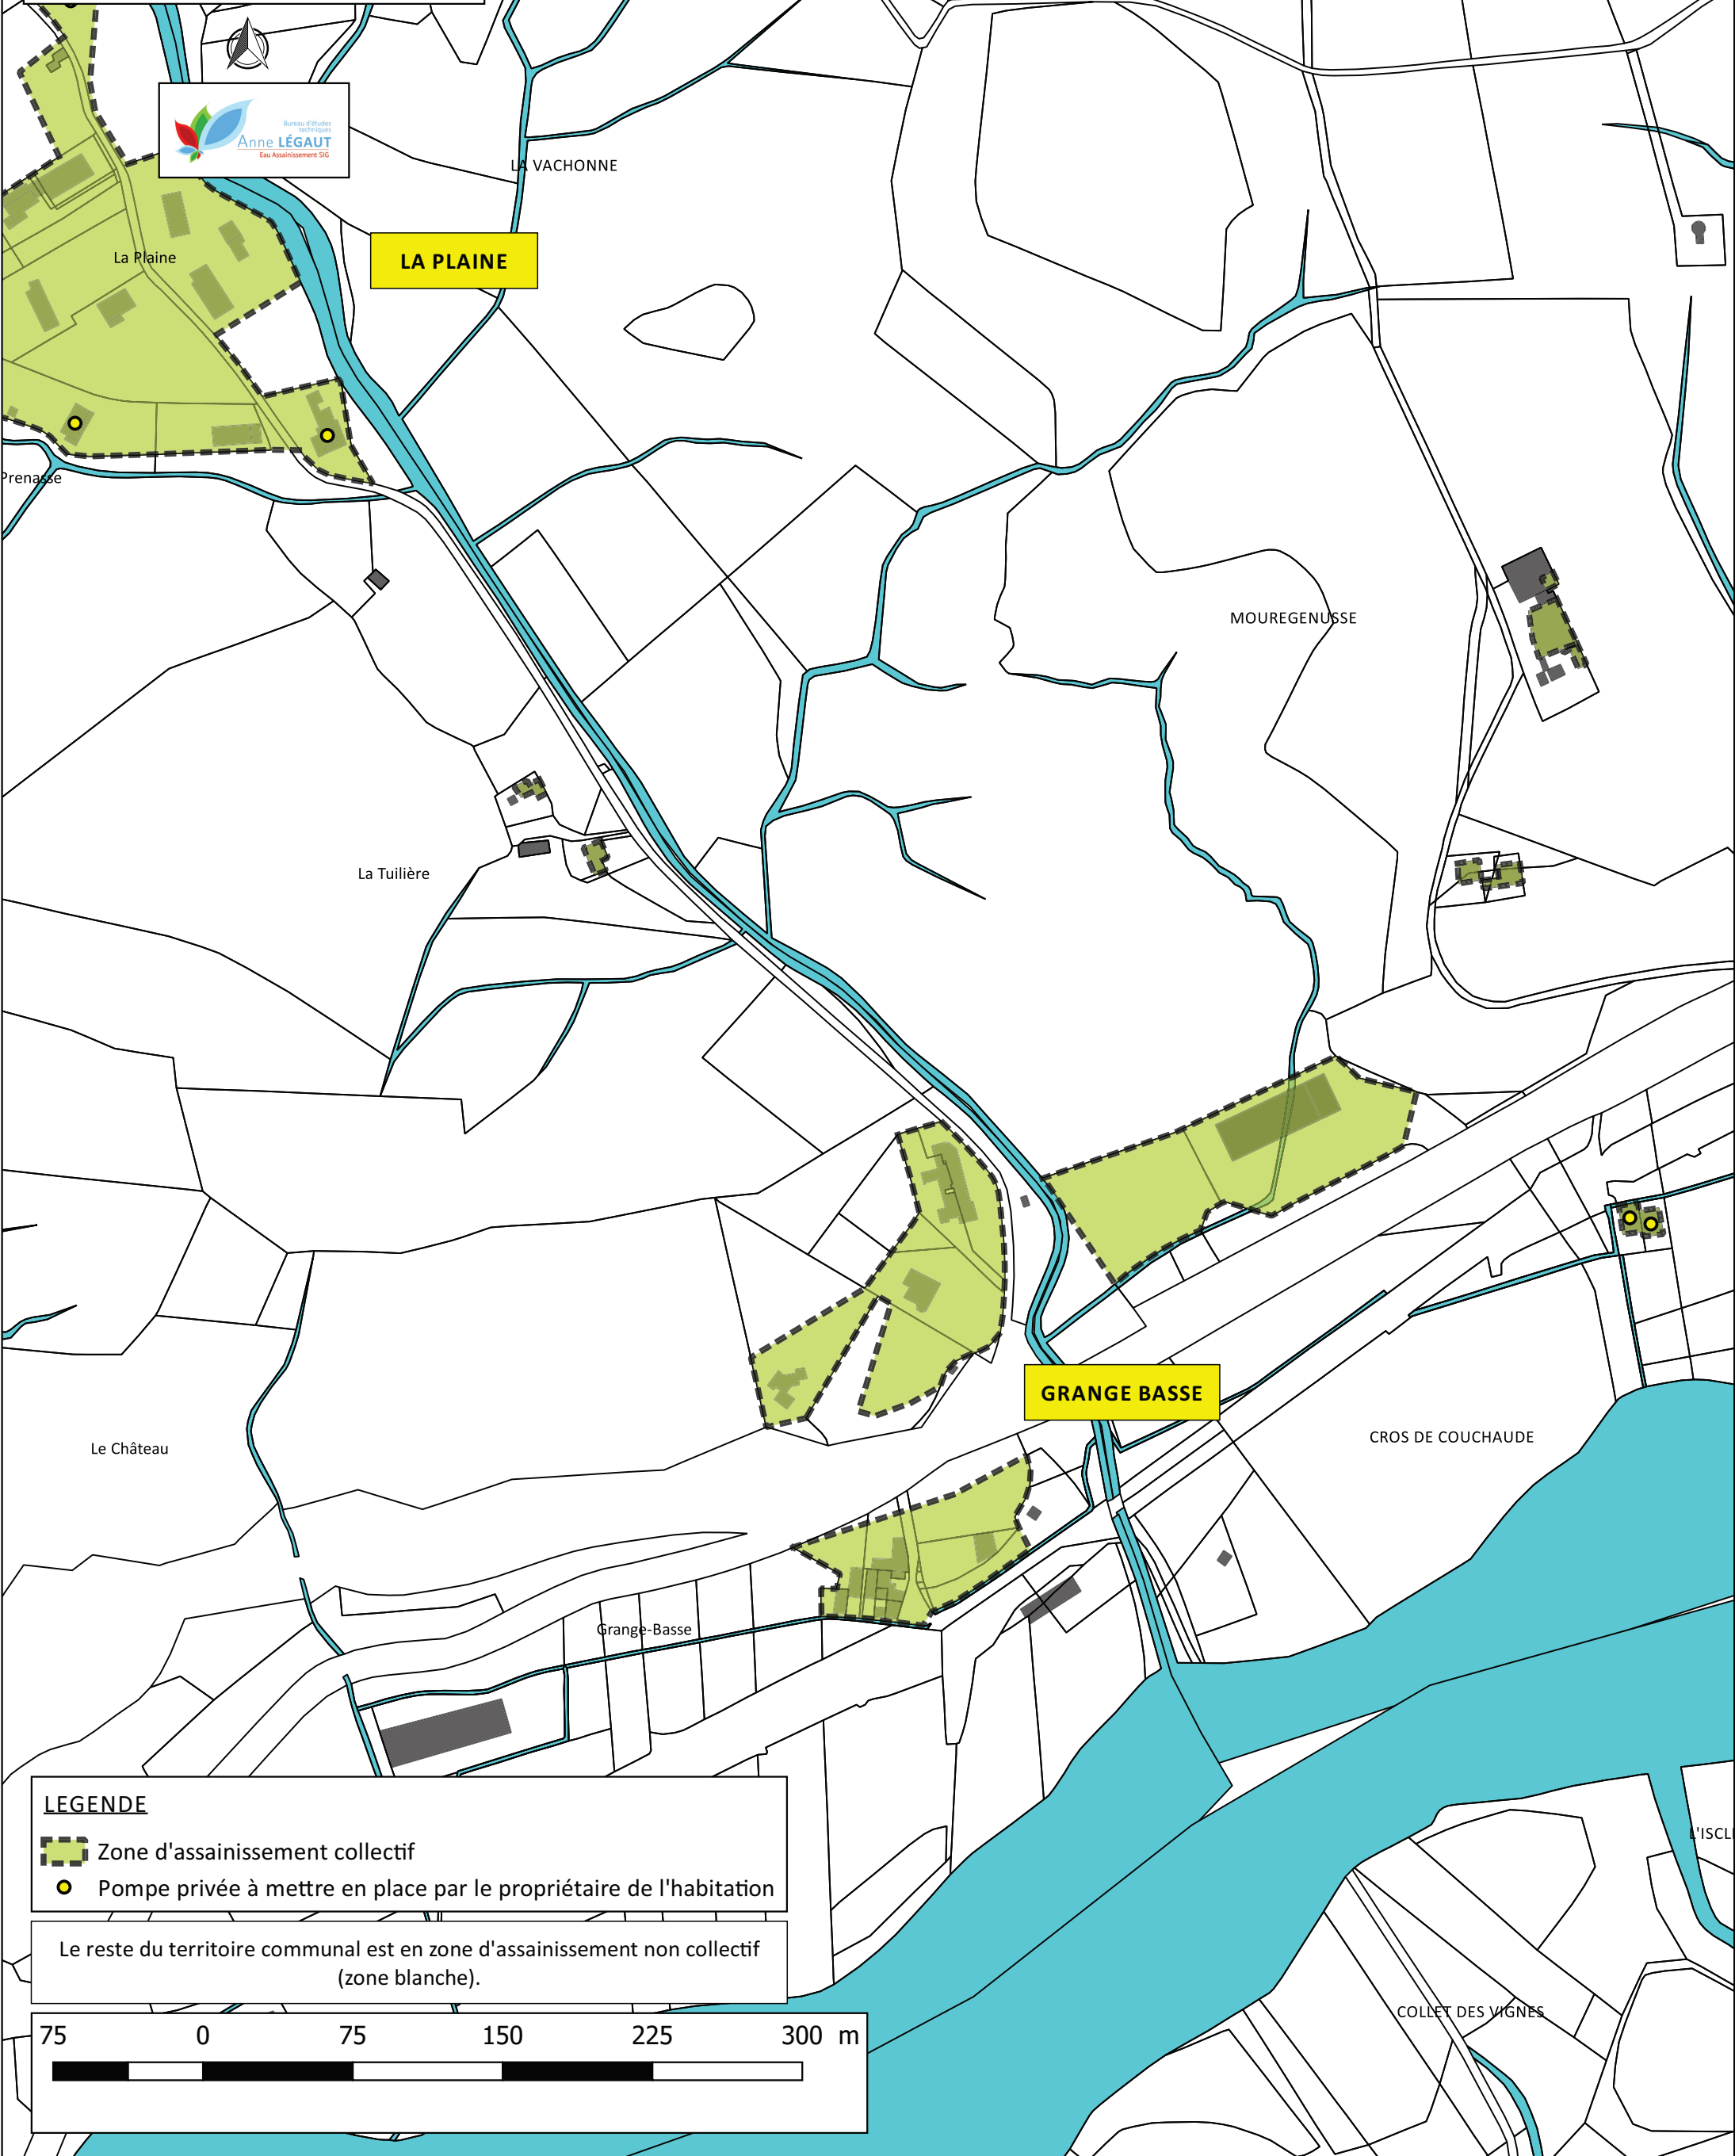 Bureau d'études
techniques
Anne LÉGAUT
Eau Assainissement SIG
LA VACHONNE
La Plaine
LA PLAINE
Prenasse
MOUREGENUSSE
La Tuilière
GRANGE BASSE
CROS DE COUCHAUDE
Le Château
Grange-Basse
LEGENDE
Zone d'assainissement collectif
Pompe privée à mettre en place par le propriétaire de l'habitation
Le reste du territoire communal est en zone d'assainissement non collectif
(zone blanche).
L'ISCL
COLLET DES VIGNES
75 0 75 150 225 300 m